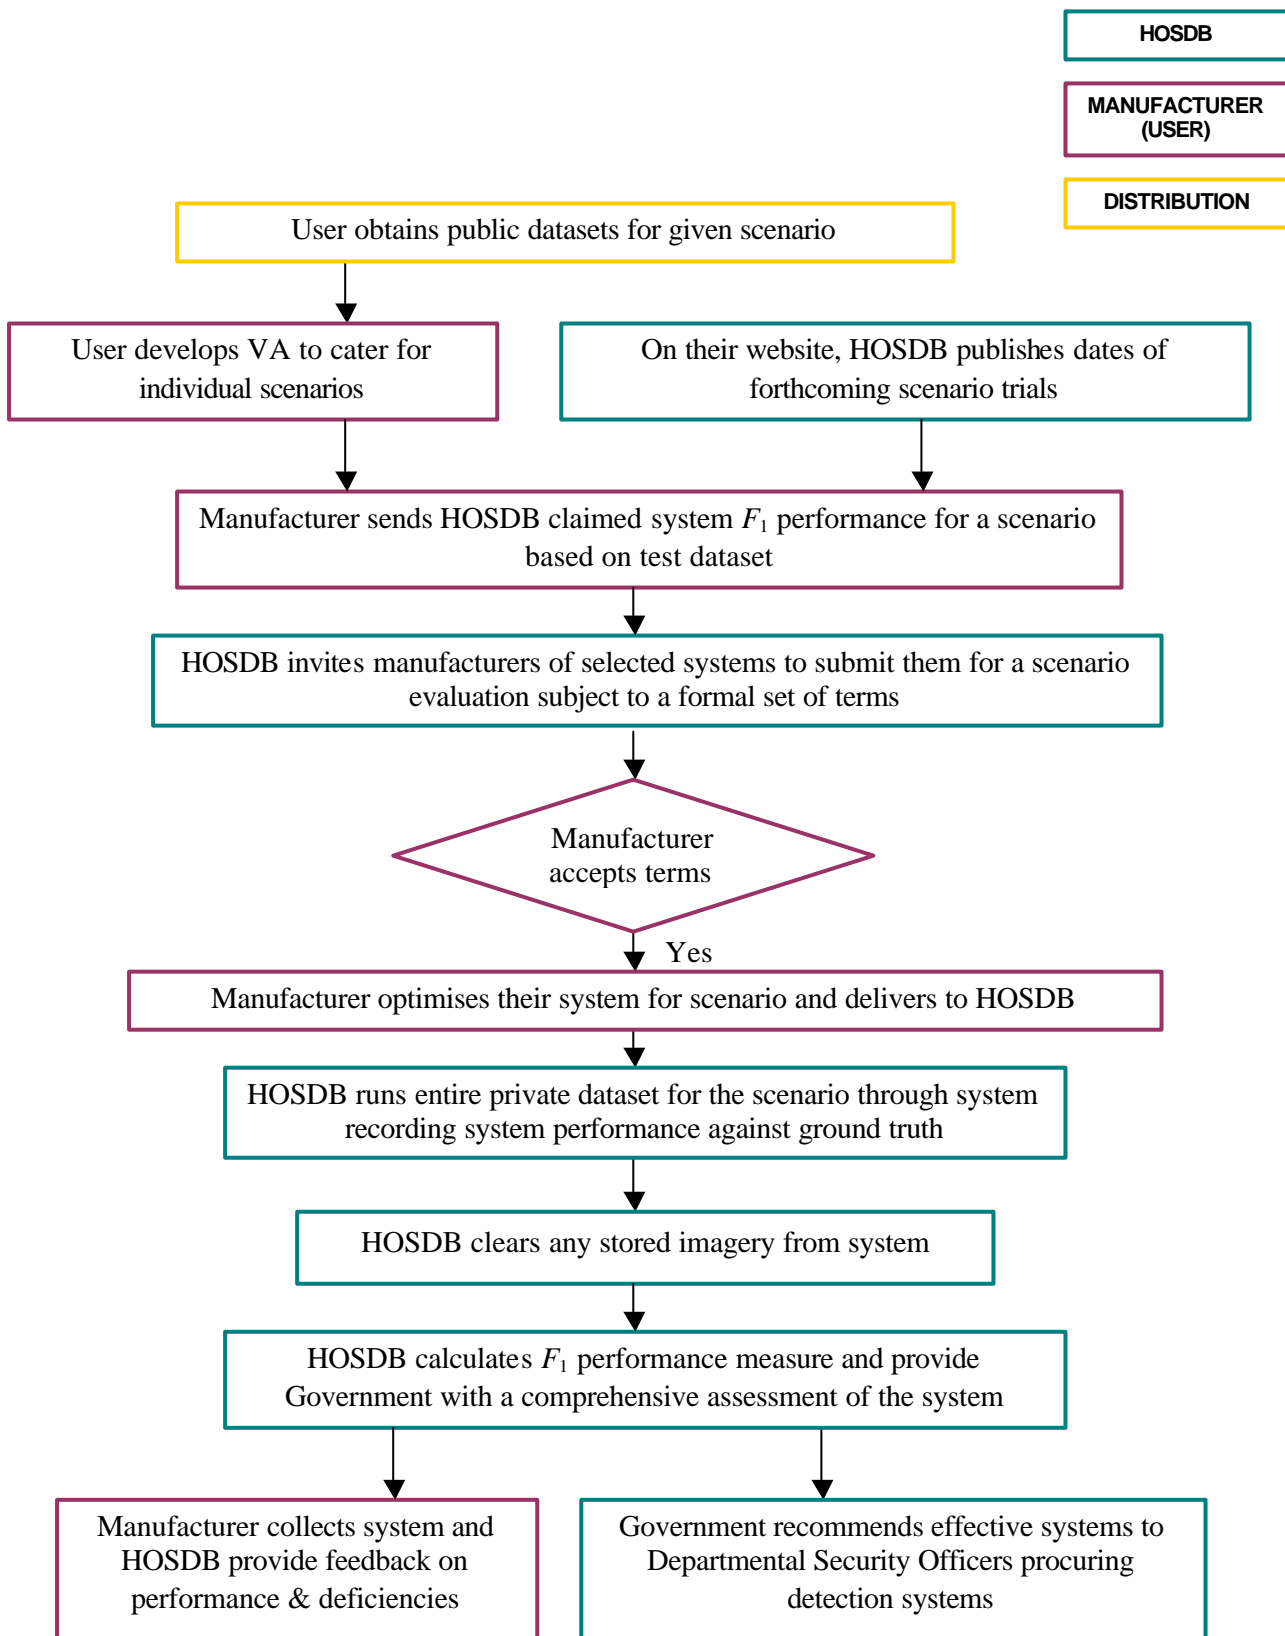 HOSDB
MANUFACTURER
(USER)
DISTRIBUTION
User obtains public datasets for given scenario
User develops VA to cater for
individual scenarios
On their website, HOSDB publishes dates of
forthcoming scenario trials
Manufacturer sends HOSDB claimed system F₁ performance for a scenario
based on test dataset
HOSDB invites manufacturers of selected systems to submit them for a scenario
evaluation subject to a formal set of terms
Manufacturer
accepts terms
Yes
Manufacturer optimises their system for scenario and delivers to HOSDB
HOSDB runs entire private dataset for the scenario through system
recording system performance against ground truth
HOSDB clears any stored imagery from system
HOSDB calculates F₁ performance measure and provide
Government with a comprehensive assessment of the system
Manufacturer collects system and
HOSDB provide feedback on
performance & deficiencies
Government recommends effective systems to
Departmental Security Officers procuring
detection systems